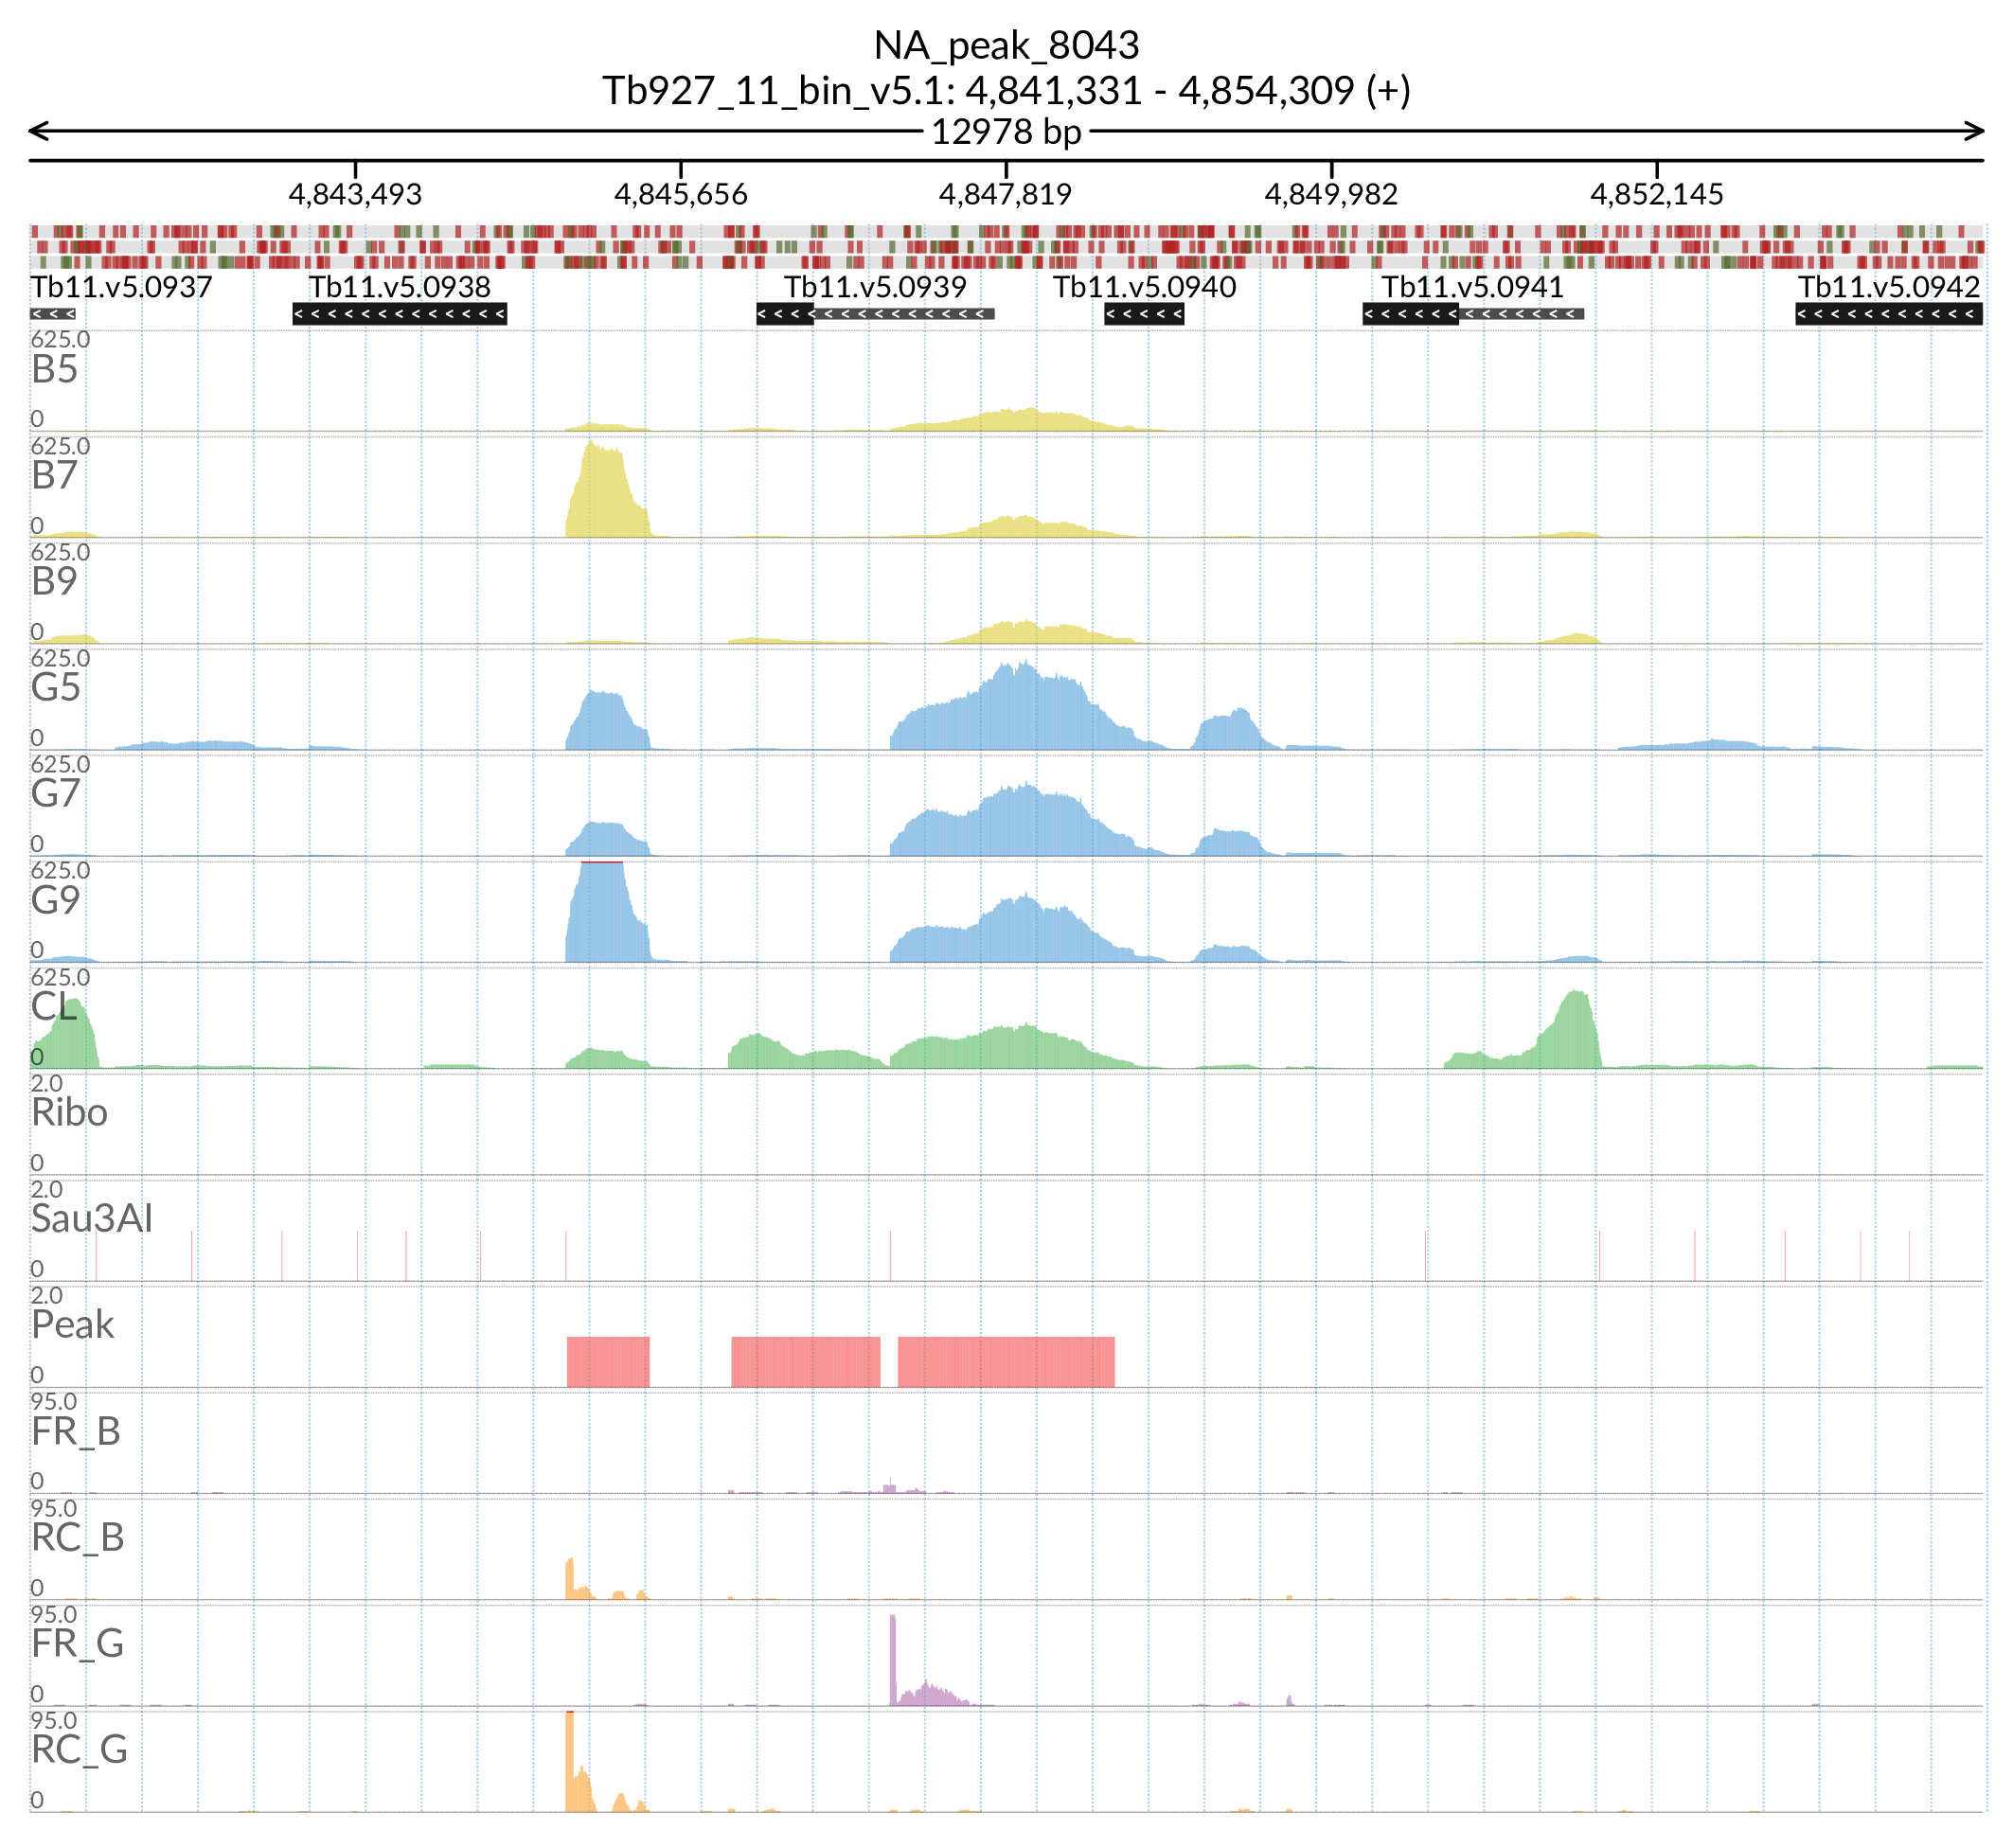 NA_peak_8043
Tb927_11_bin_v5.1: 4,841,331 - 4,854,309 (+)
12978 bp
4,843,493 4,845,656 4,847,819 4,849,982 4,852,145
Tb11.v5.0937 Tb11.v5.0938 Tb11.v5.0939 Tb11.v5.0940 Tb11.v5.0941 Tb11.v5.0942
625.0
B5
0
625.0
B7
0
625.0
B9
0
625.0
G5
0
625.0
G7
0
625.0
G9
0
625.0
CL
0
2.0
Ribo
0
2.0
Sau3AI
0
2.0
Peak
0
95.0
FR_B
0
95.0
RC_B
0
95.0
FR_G
0
95.0
RC_G
0